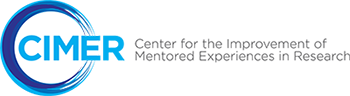 CIMER
Center for the Improvement of
Mentored Experiences in Research